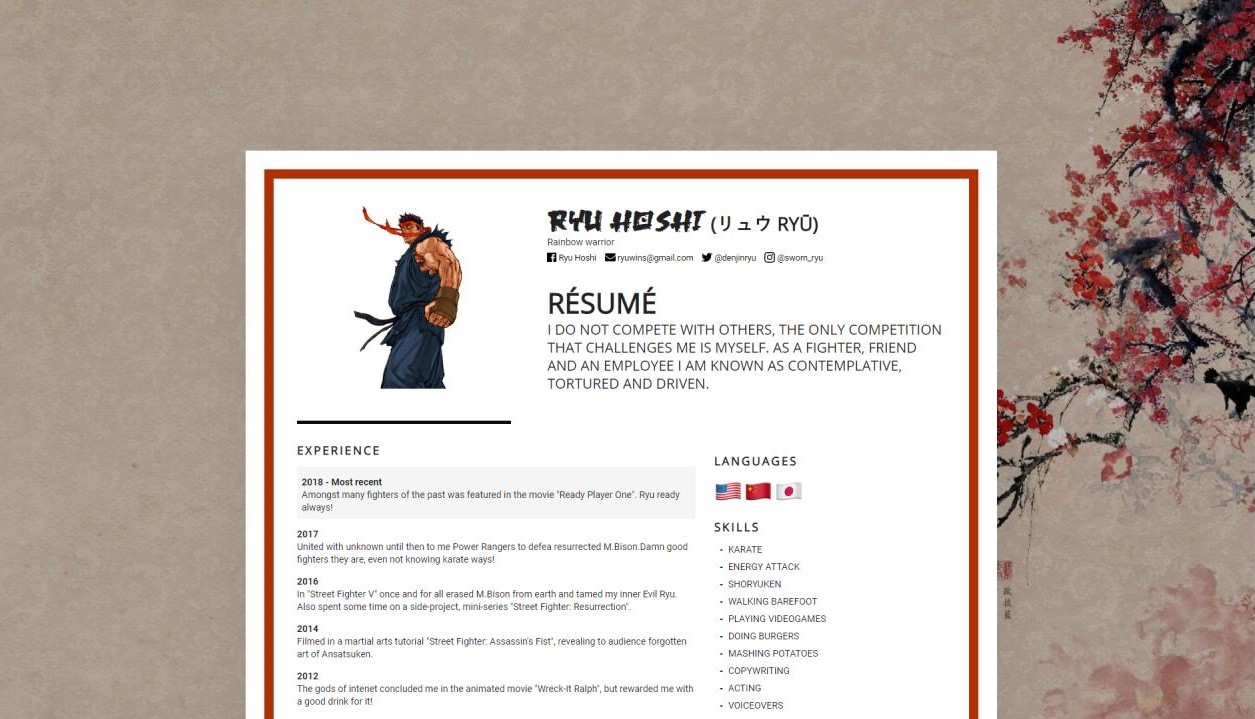 RYU HOSHI (リュウ RYŪ)
Rainbow warrior
Ryu Hoshi ryuwins@gmail.com @denjinryu @sworn_ryu
RÉSUMÉ
I DO NOT COMPETE WITH OTHERS, THE ONLY COMPETITION
THAT CHALLENGES ME IS MYSELF. AS A FIGHTER, FRIEND
AND AN EMPLOYEE I AM KNOWN AS CONTEMPLATIVE,
TORTURED AND DRIVEN.
EXPERIENCE
2018 - Most recent
Amongst many fighters of the past was featured in the movie "Ready Player One". Ryu ready
always!
2017
United with unknown until then to me Power Rangers to defea resurrected M.Bison.Damn good
fighters they are, even not knowing karate ways!
2016
In "Street Fighter V" once and for all erased M.Bison from earth and tamed my inner Evil Ryu.
Also spent some time on a side-project, mini-series "Street Fighter: Resurrection".
2014
Filmed in a martial arts tutorial "Street Fighter: Assassin's Fist", revealing to audience forgotten
art of Ansatsuken.
2012
The gods of intenet concluded me in the animated movie "Wreck-It Ralph", but rewarded me with
a good drink for it!
LANGUAGES
SKILLS
- KARATE
- ENERGY ATTACK
- SHORYUKEN
- WALKING BAREFOOT
- PLAYING VIDEOGAMES
- DOING BURGERS
- MASHING POTATOES
- COPYWRITING
- ACTING
- VOICEOVERS